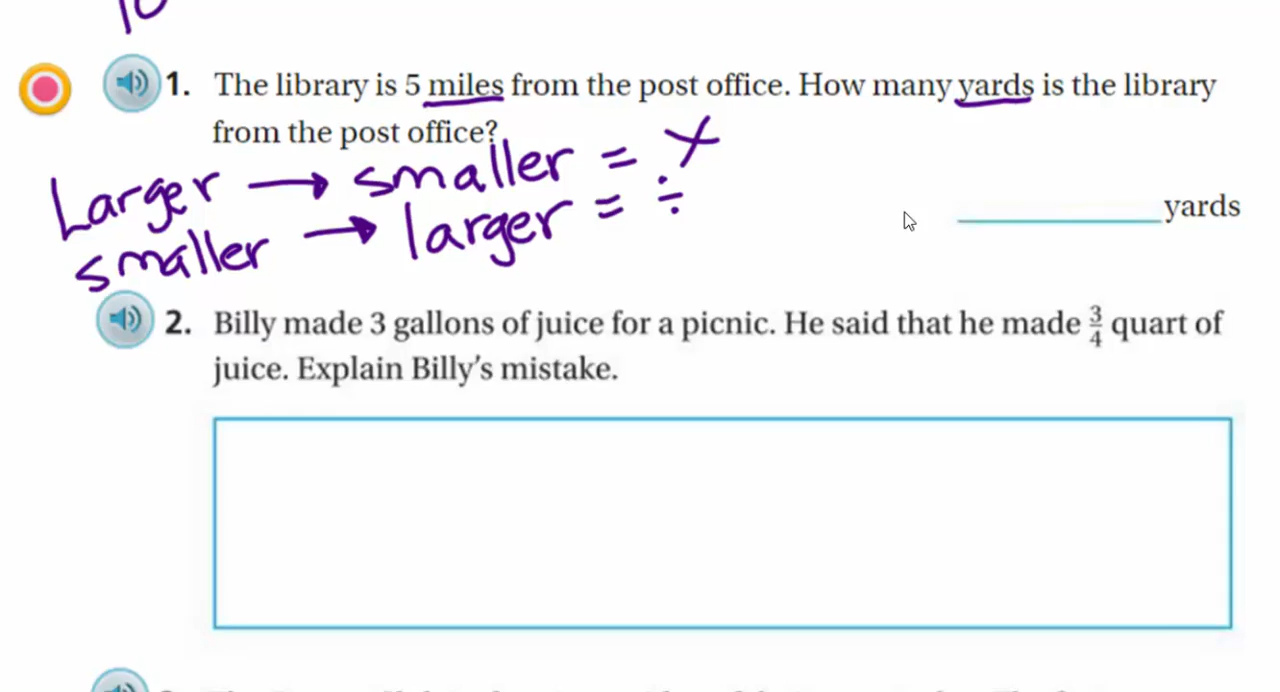 10
1. The library is 5 miles from the post office. How many yards is the library
from the post office?
Larger → smaller = ×
smaller → larger = ÷
yards
2. Billy made 3 gallons of juice for a picnic. He said that he made 3/4 quart of
juice. Explain Billy's mistake.